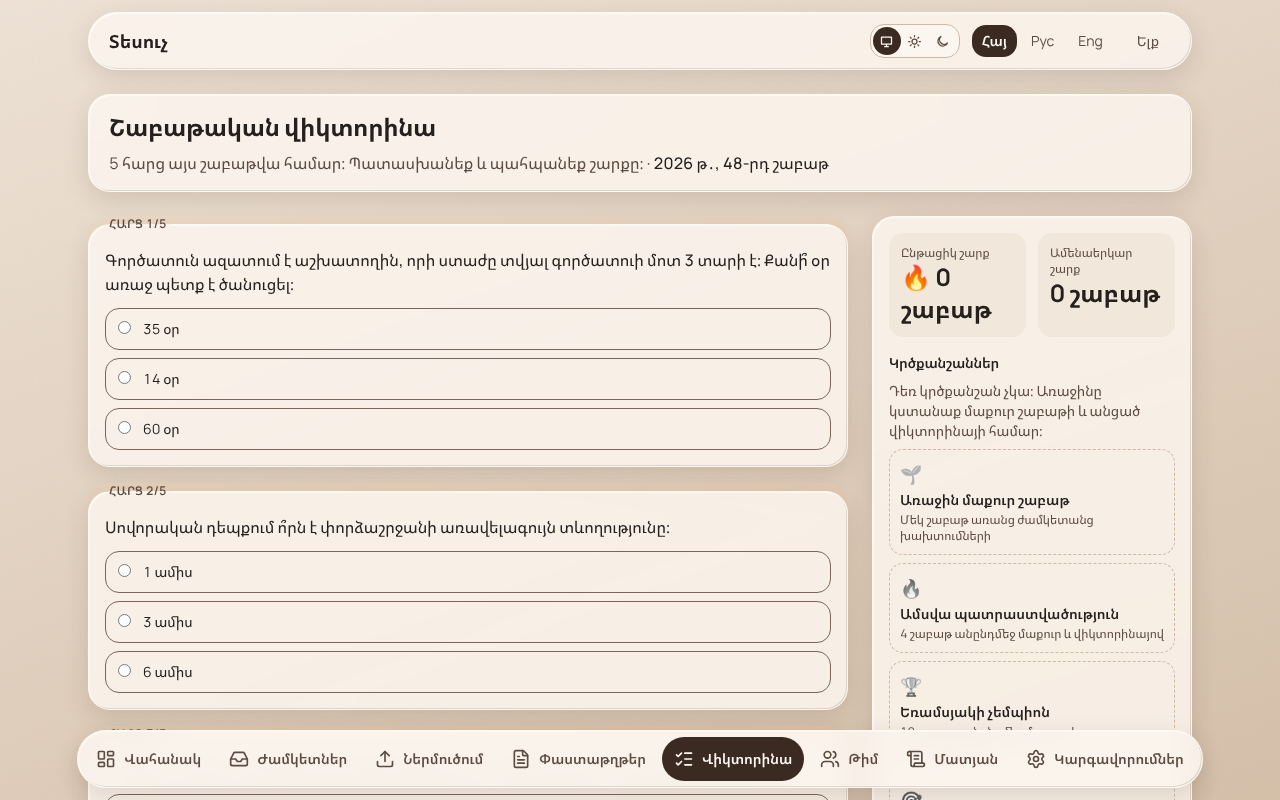 Տեսուչ
Հայ Рус Eng Ելք
Շաբաթական վիկտորինա
5 հարց այս շաբաթվա համար: Պատասխանեք և պահպանեք շարքը: · 2026 թ., 48-րդ շաբաթ
ՀԱՐՑ 1/5
Գործատուն ազատում է աշխատողին, որի ստաժը տվյալ գործատուի մոտ 3 տարի է: Քանի՞ օր
առաջ պետք է ծանուցել:
35 օր
14 օր
60 օր
ՀԱՐՑ 2/5
Սովորական դեպքում ո՞րն է փորձաշրջանի առավելագույն տևողությունը:
1 ամիս
3 ամիս
6 ամիս
Ընթացիկ շարք
🔥 0
շաբաթ
Ամենաերկար
շարք
0 շաբաթ
Կրծքանշաններ
Դեռ կրծքանշան չկա: Առաջինը
կստանաք մաքուր շաբաթի և անցած
վիկտորինայի համար:
Առաջին մաքուր շաբաթ
Մեկ շաբաթ առանց ժամկետանց
խախտումների
Ամսվա պատրաստվածություն
4 շաբաթ անընդմեջ մաքուր և վիկտորինայով
Եռամսյակի չեմպիոն
Վահանակ Ժամկետներ Ներմուծում Փաստաթղթեր Վիկտորինա Թիմ Մատյան Կարգավորումներ